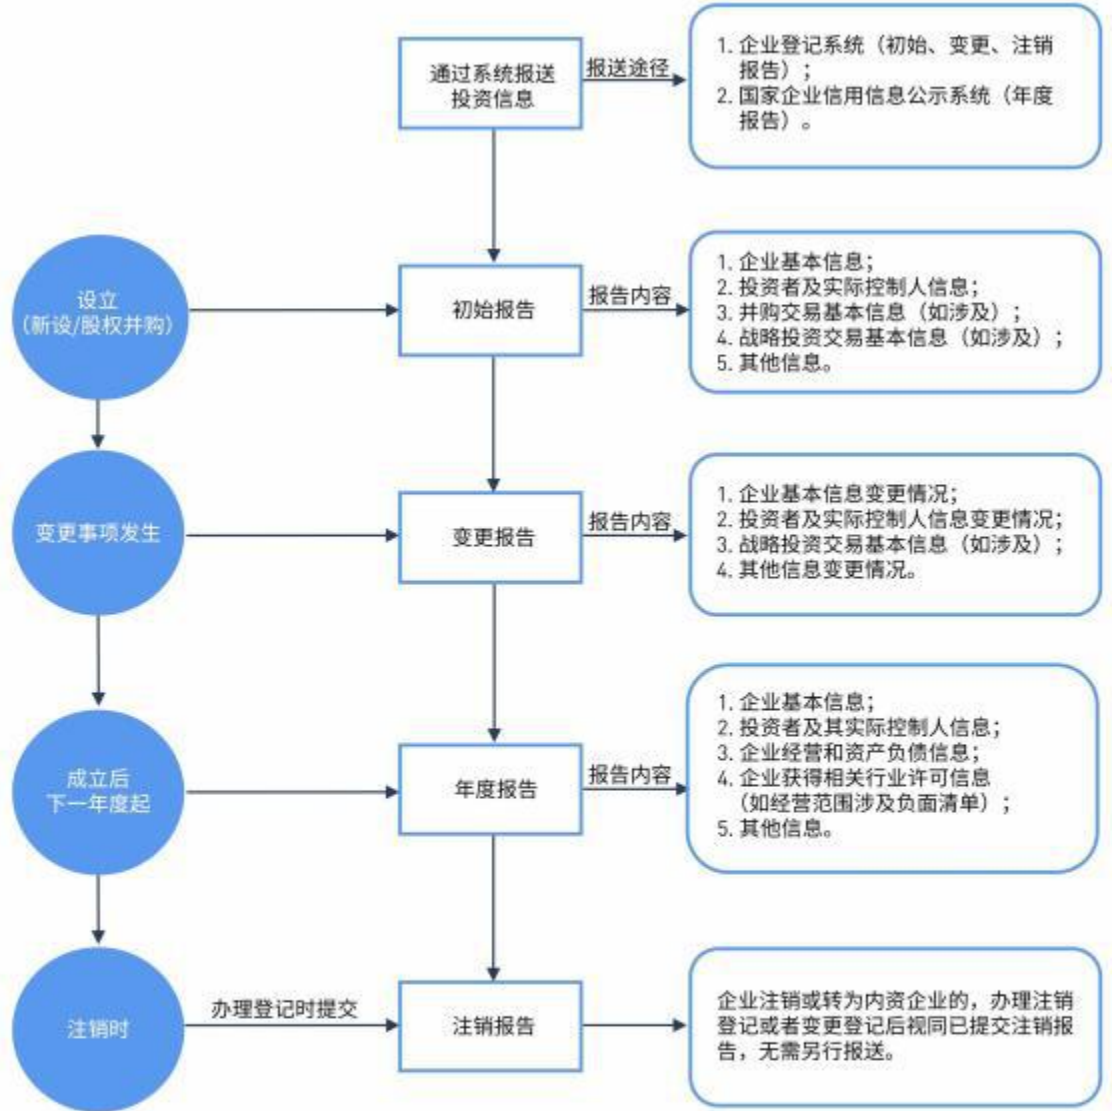 通过系统报送
投资信息
报送途径
1. 企业登记系统（初始、变更、注销
报告）；
2. 国家企业信用信息公示系统（年度
报告）。
设立
（新设/股权并购）
初始报告
报告内容
1. 企业基本信息；
2. 投资者及实际控制人信息；
3. 并购交易基本信息（如涉及）；
4. 战略投资交易基本信息（如涉及）；
5. 其他信息。
变更事项发生
变更报告
报告内容
1. 企业基本信息变更情况；
2. 投资者及实际控制人信息变更情况；
3. 战略投资交易基本信息（如涉及）；
4. 其他信息变更情况。
成立后
下一年度起
年度报告
报告内容
1. 企业基本信息；
2. 投资者及其实际控制人信息；
3. 企业经营和资产负债信息；
4. 企业获得相关行业许可信息
（如经营范围涉及负面清单）；
5. 其他信息。
注销时
办理登记时提交
注销报告
企业注销或转为内资企业的，办理注销
登记或者变更登记后视同已提交注销报
告，无需另行报送。